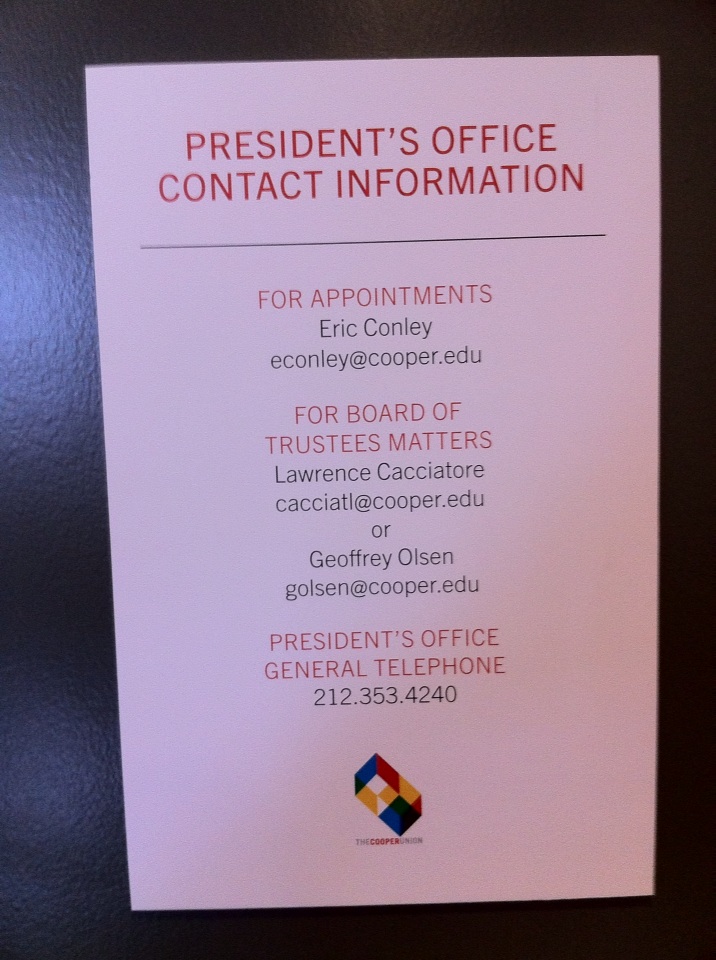 PRESIDENT'S OFFICE
CONTACT INFORMATION
FOR APPOINTMENTS
Eric Conley
econley@cooper.edu
FOR BOARD OF
TRUSTEES MATTERS
Lawrence Cacciatore
cacciatl@cooper.edu
or
Geoffrey Olsen
golsen@cooper.edu
PRESIDENT'S OFFICE
GENERAL TELEPHONE
212.353.4240
THECOOPERUNION